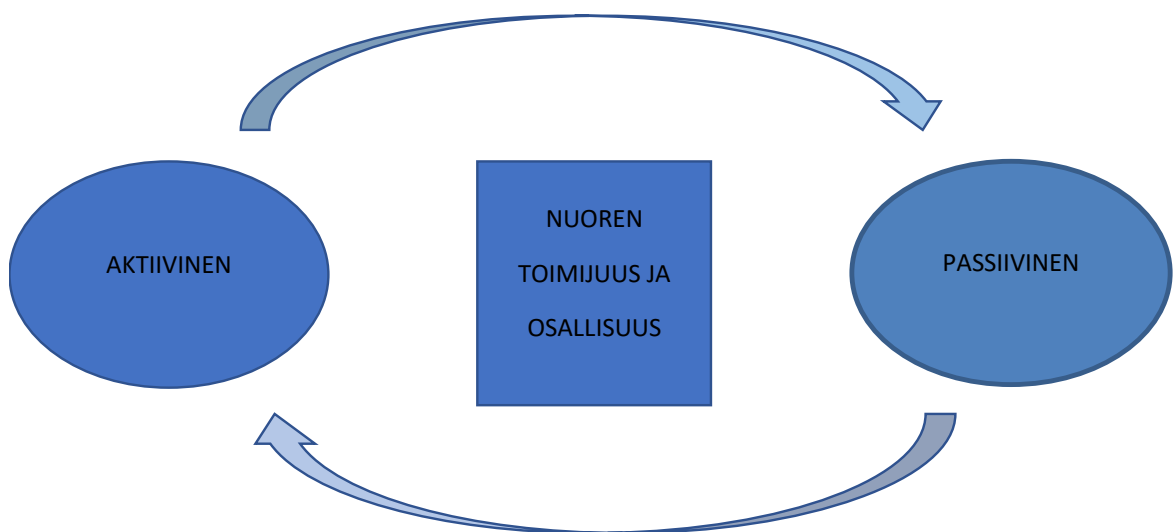 AKTIIVINEN
NUOREN
TOIMIJUUS JA
OSALLISUUS
PASSIIVINEN